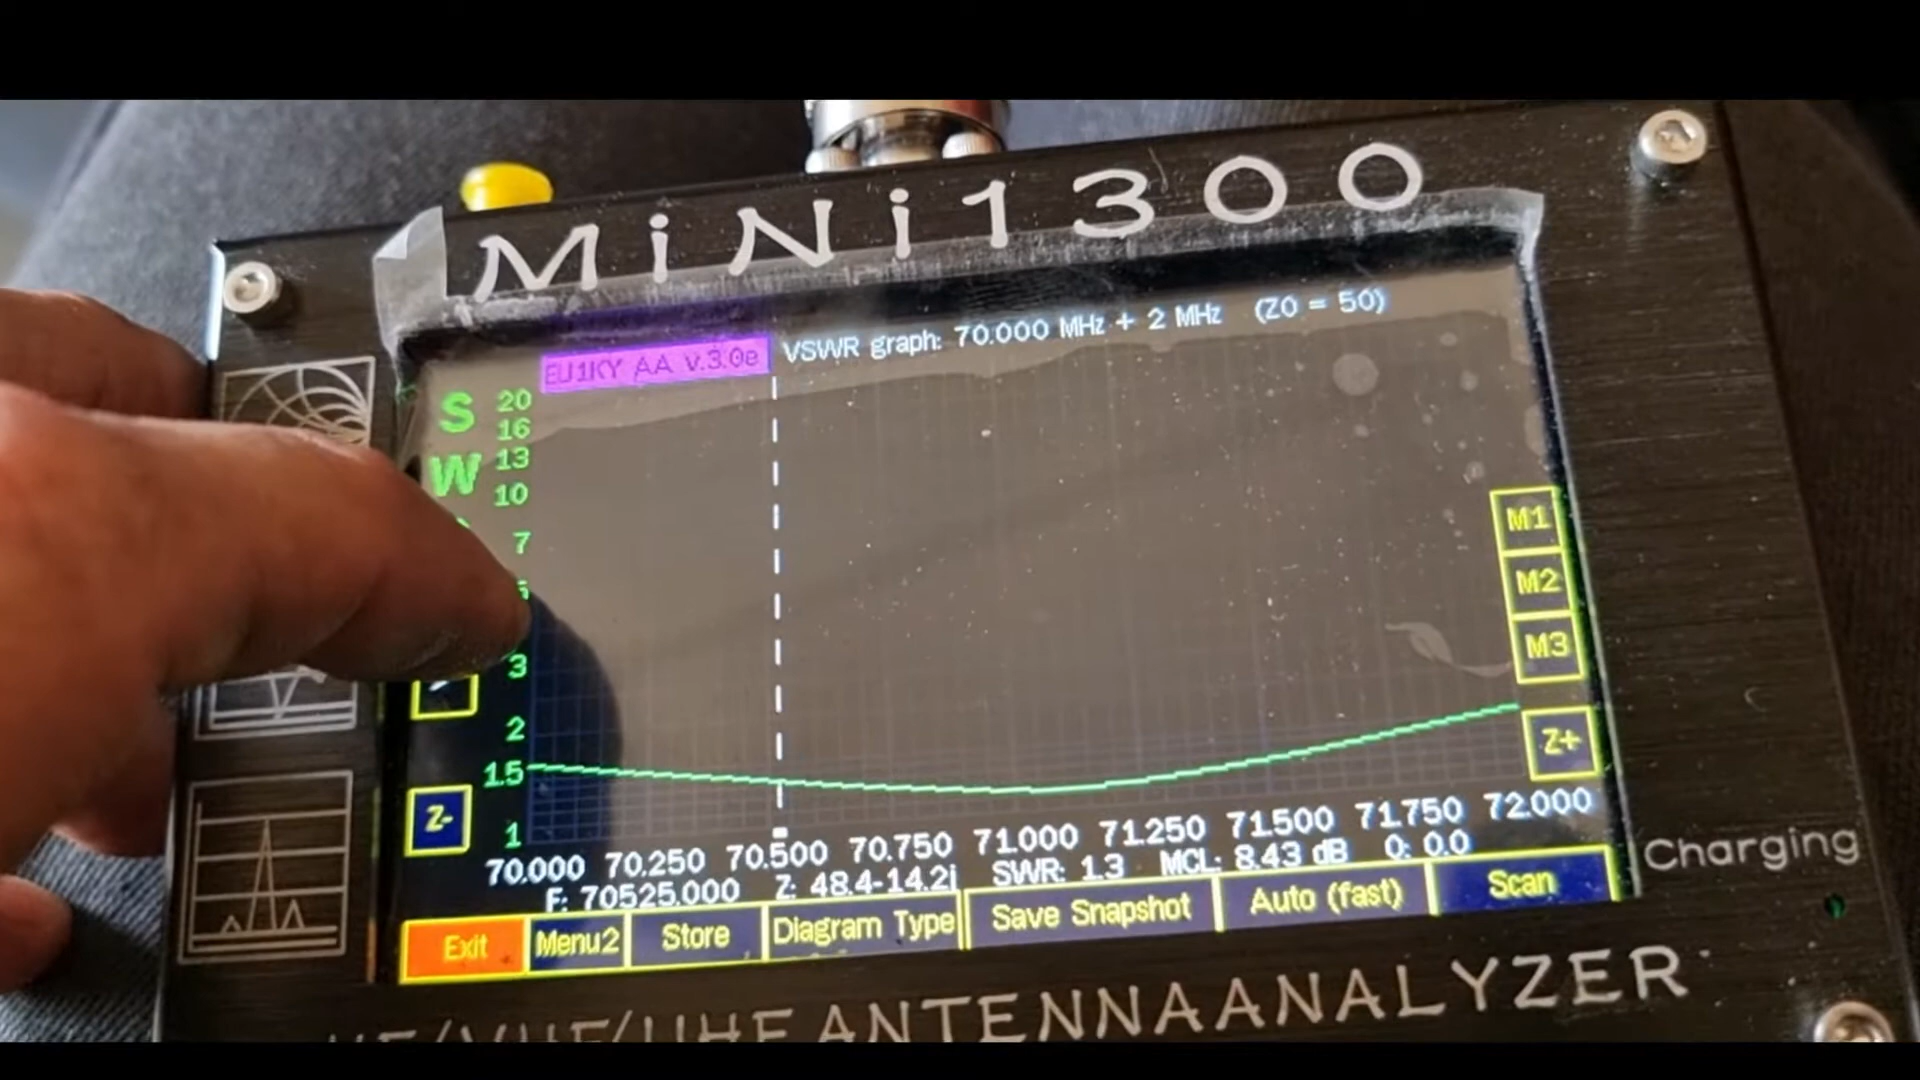 MiNi1300
EU1KY AA v.3.0e
VSWR graph: 70.000 MHz + 2 MHz (Z0 = 50)
S
W
20
16
13
10
7
5
3
2
1.5
1
M1
M2
M3
Z+
Z-
70.000 70.250 70.500 70.750 71.000 71.250 71.500 71.750 72.000
F: 70525.000 Z: 48.4-14.2j SWR: 1.3 MCL: 8.43 dB Q: 0.0
Exit Menu2 Store Diagram Type Save Snapshot Auto (fast) Scan
Charging
HF/VHF/UHF ANTENNA ANALYZER